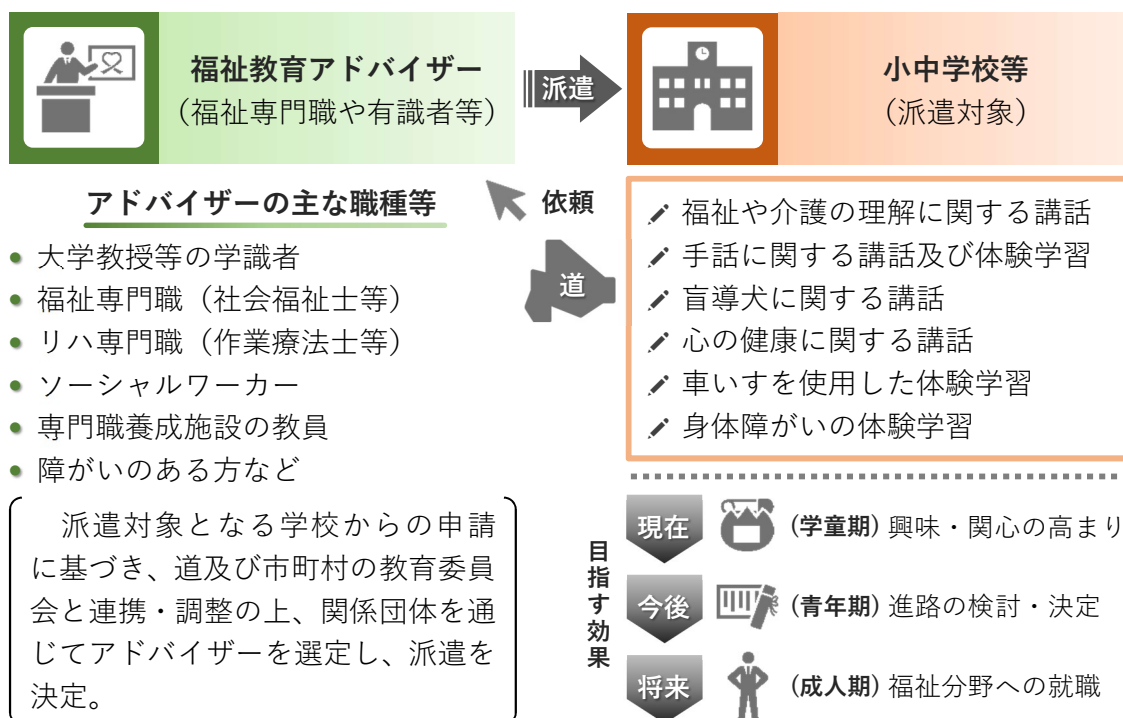 福祉教育アドバイザー
（福祉専門職や有識者等）
派遣
小中学校等
（派遣対象）
アドバイザーの主な職種等
大学教授等の学識者
福祉専門職（社会福祉士等）
リハ専門職（作業療法士等）
ソーシャルワーカー
専門職養成施設の教員
障がいのある方など
依頼
道
福祉や介護の理解に関する講話
手話に関する講話及び体験学習
盲導犬に関する講話
心の健康に関する講話
車いすを使用した体験学習
身体障がいの体験学習
派遣対象となる学校からの申請
に基づき、道及び市町村の教育委員
会と連携・調整の上、関係団体を通
じてアドバイザーを選定し、派遣を
決定。
目指す効果
現在 (学童期) 興味・関心の高まり
今後 (青年期) 進路の検討・決定
将来 (成人期) 福祉分野への就職